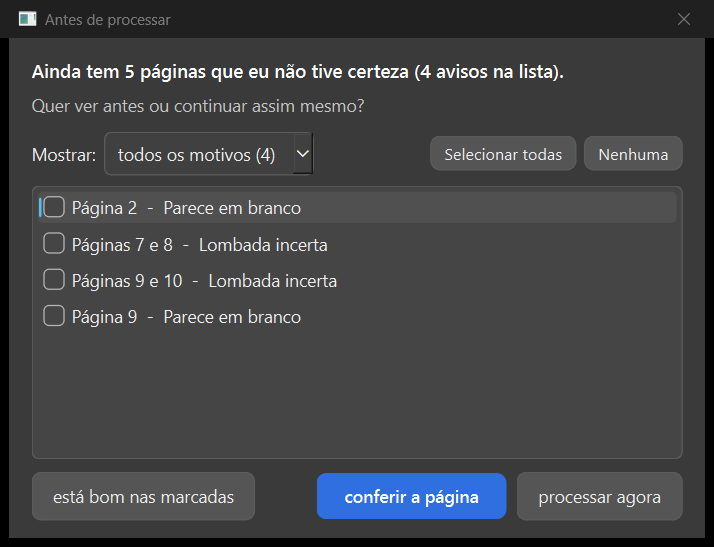 Antes de processar
Ainda tem 5 páginas que eu não tive certeza (4 avisos na lista).
Quer ver antes ou continuar assim mesmo?
Mostrar: todos os motivos (4) Selecionar todas Nenhuma
Página 2 - Parece em branco
Páginas 7 e 8 - Lombada incerta
Páginas 9 e 10 - Lombada incerta
Página 9 - Parece em branco
está bom nas marcadas conferir a página processar agora